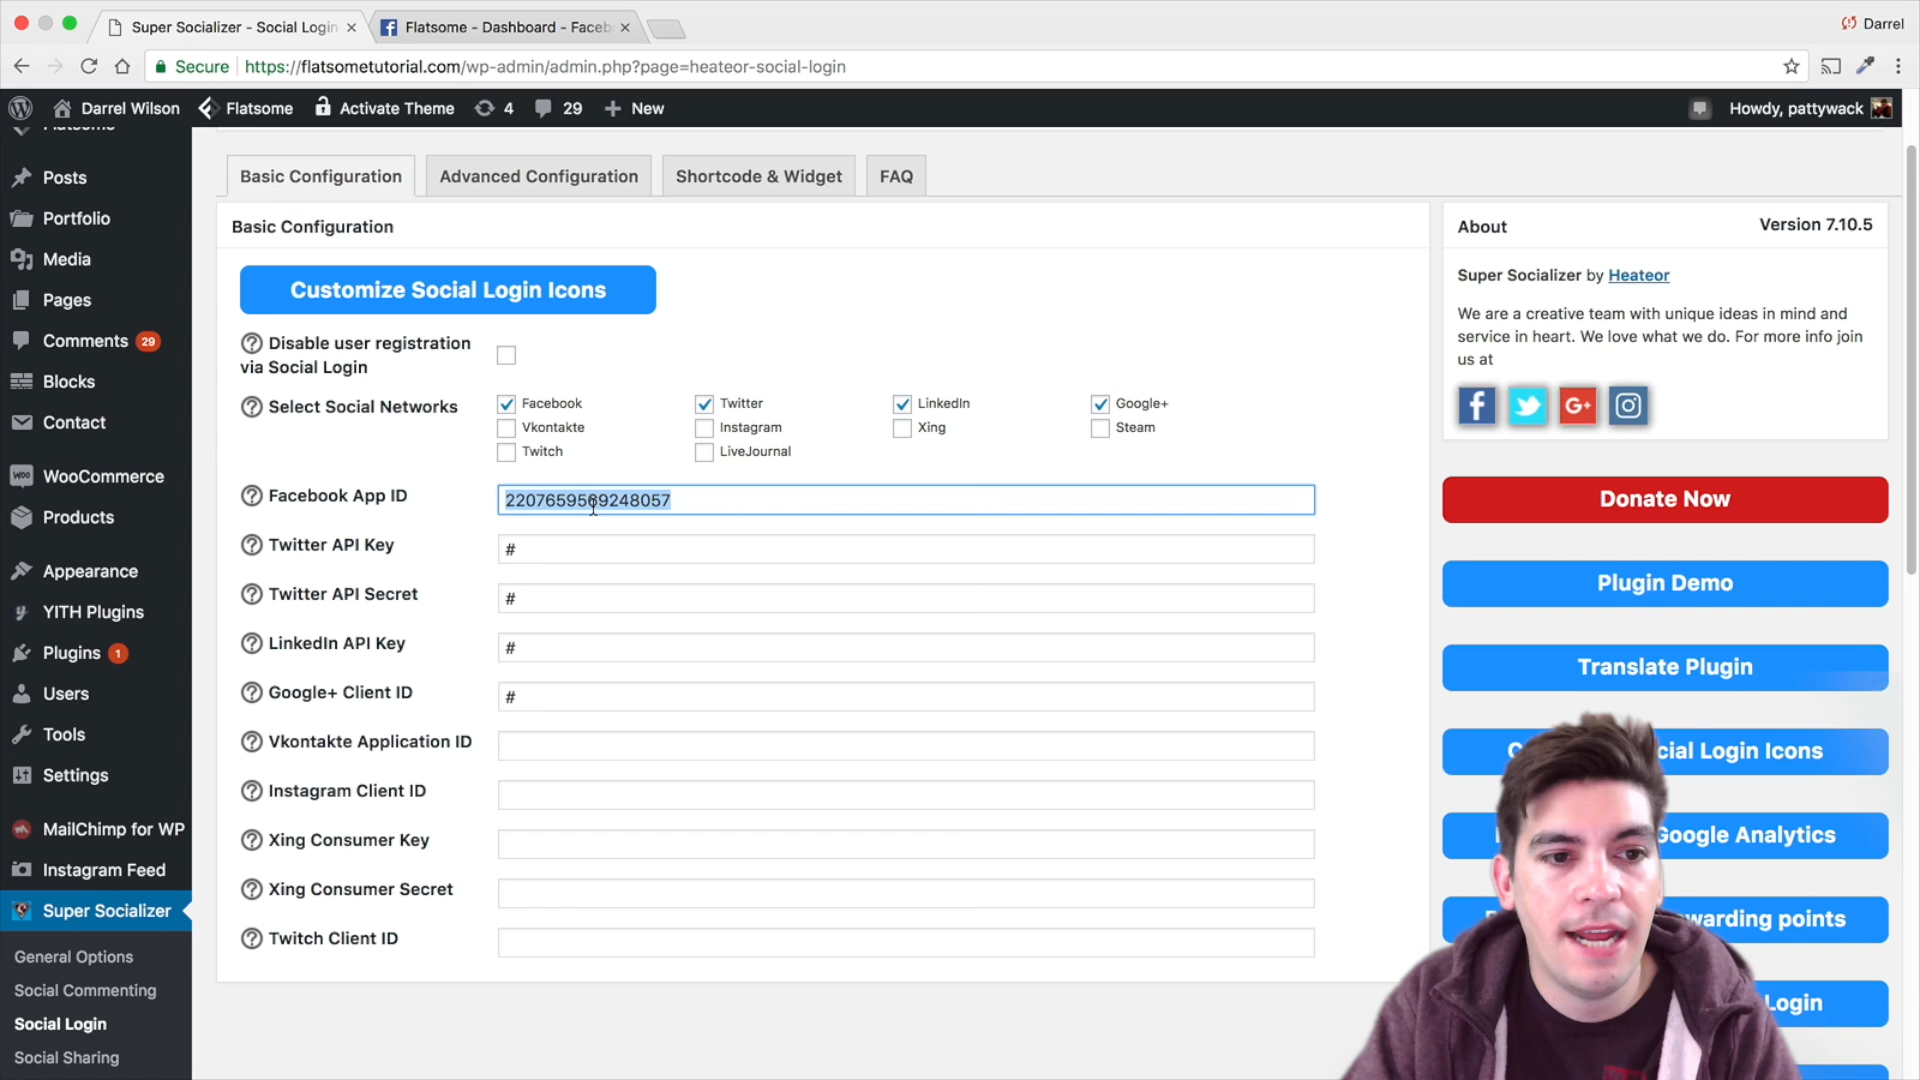 Super Socializer - Social Login
Flatsome - Dashboard - Faceb
Darrel
Secure
https://flatsometutorial.com/wp-admin/admin.php?page=heateor-social-login
Darrel Wilson
Flatsome
Activate Theme
4
29
New
Howdy, pattywack
Flatsome
Posts
Portfolio
Media
Pages
Comments 29
Blocks
Contact
WooCommerce
Products
Appearance
YITH Plugins
Plugins 1
Users
Tools
Settings
MailChimp for WP
Instagram Feed
Super Socializer
General Options
Social Commenting
Social Login
Social Sharing
Basic Configuration
Advanced Configuration
Shortcode & Widget
FAQ
Basic Configuration
Customize Social Login Icons
Disable user registration
via Social Login
Select Social Networks
Facebook
Twitter
LinkedIn
Google+
Vkontakte
Instagram
Xing
Steam
Twitch
LiveJournal
Facebook App ID
2207659569248057
Twitter API Key
#
Twitter API Secret
#
LinkedIn API Key
#
Google+ Client ID
#
Vkontakte Application ID
Instagram Client ID
Xing Consumer Key
Xing Consumer Secret
Twitch Client ID
About
Version 7.10.5
Super Socializer by Heateor
We are a creative team with unique ideas in mind and
service in heart. We love what we do. For more info join
us at
Donate Now
Plugin Demo
Translate Plugin
cial Login Icons
Google Analytics
warding points
Login